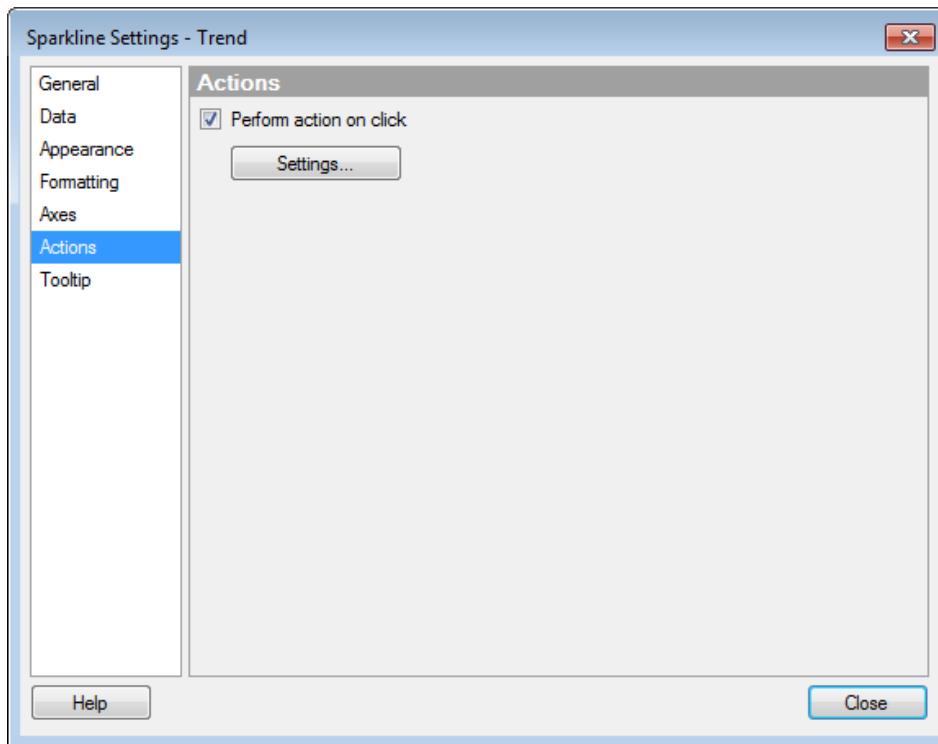 Sparkline Settings - Trend
General
Data
Appearance
Formatting
Axes
Actions
Tooltip
Actions
Perform action on click
Settings...
Help
Close